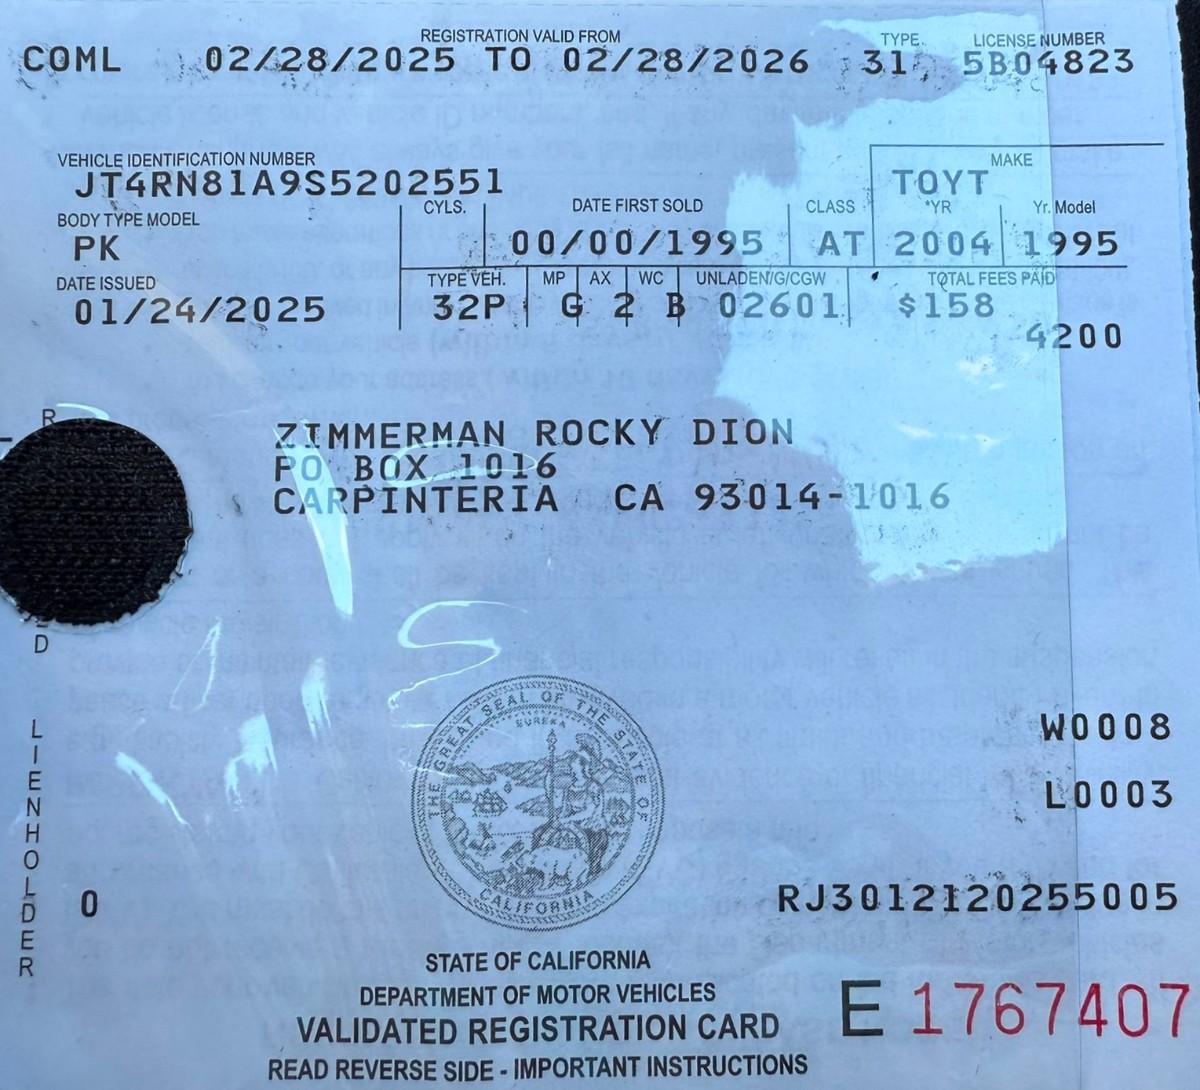 REGISTRATION VALID FROM TYPE LICENSE NUMBER
COML 02/28/2025 TO 02/28/2026 31 5B04823
VEHICLE IDENTIFICATION NUMBER MAKE
JT4RN81A9S5202551 TOYT
BODY TYPE MODEL CYLS. DATE FIRST SOLD CLASS *YR Yr. Model
PK 00/00/1995 AT 2004 1995
DATE ISSUED TYPE VEH. MP AX WC UNLADEN/G/CGW TOTAL FEES PAID
01/24/2025 32P G 2 B 02601 $158
4200
R
ZIMMERMAN ROCKY DION
PO BOX 1016
CARPINTERIA CA 93014-1016
D
LIENHOLDER
THE GREAT SEAL OF THE STATE OF CALIFORNIA
EUREKA
W0008
L0003
0
RJ3012120255005
STATE OF CALIFORNIA
DEPARTMENT OF MOTOR VEHICLES
VALIDATED REGISTRATION CARD
E 1767407
READ REVERSE SIDE - IMPORTANT INSTRUCTIONS